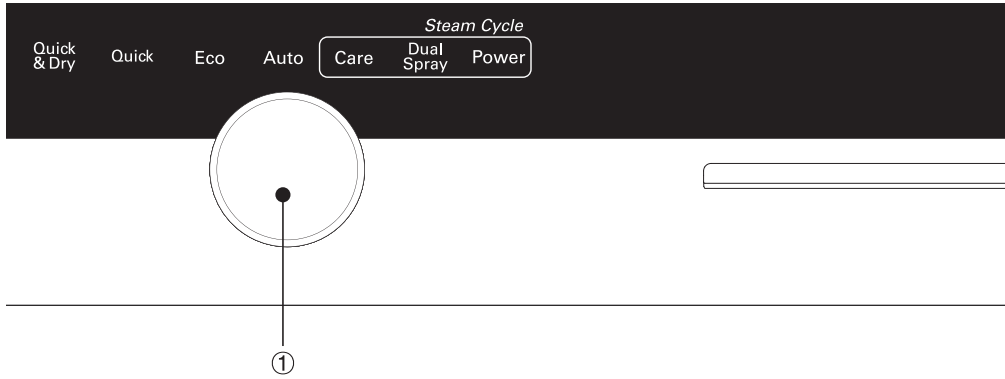 Steam Cycle
Quick
& Dry
Quick
Eco
Auto
Care
Dual
Spray
Power
①